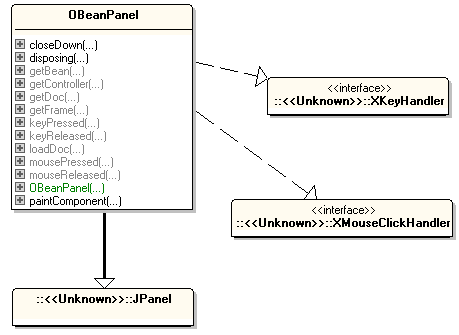 OBeanPanel
closeDown(...)
disposing(...)
getBean(...)
getController(...)
getDoc(...)
getFrame(...)
keyPressed(...)
keyReleased(...)
loadDoc(...)
mousePressed(...)
mouseReleased(...)
OBeanPanel(...)
paintComponent(...)
<<interface>>
::<<Unknown>>::XKeyHandler
<<interface>>
::<<Unknown>>::XMouseClickHandler
::<<Unknown>>::JPanel